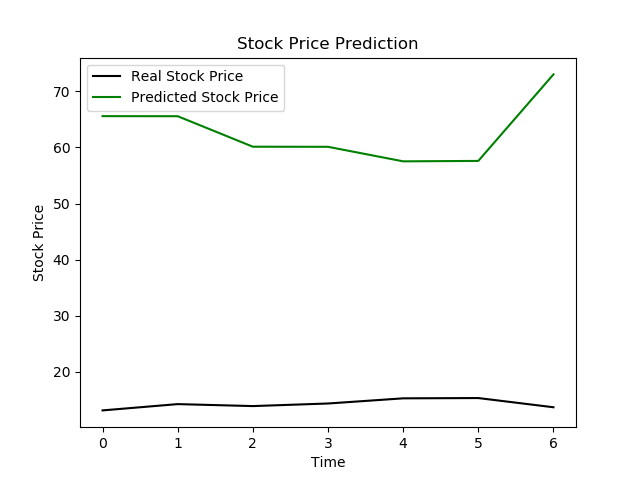 Stock Price Prediction
Real Stock Price
Predicted Stock Price
70
60
50
40
30
20
Stock Price
0 1 2 3 4 5 6
Time